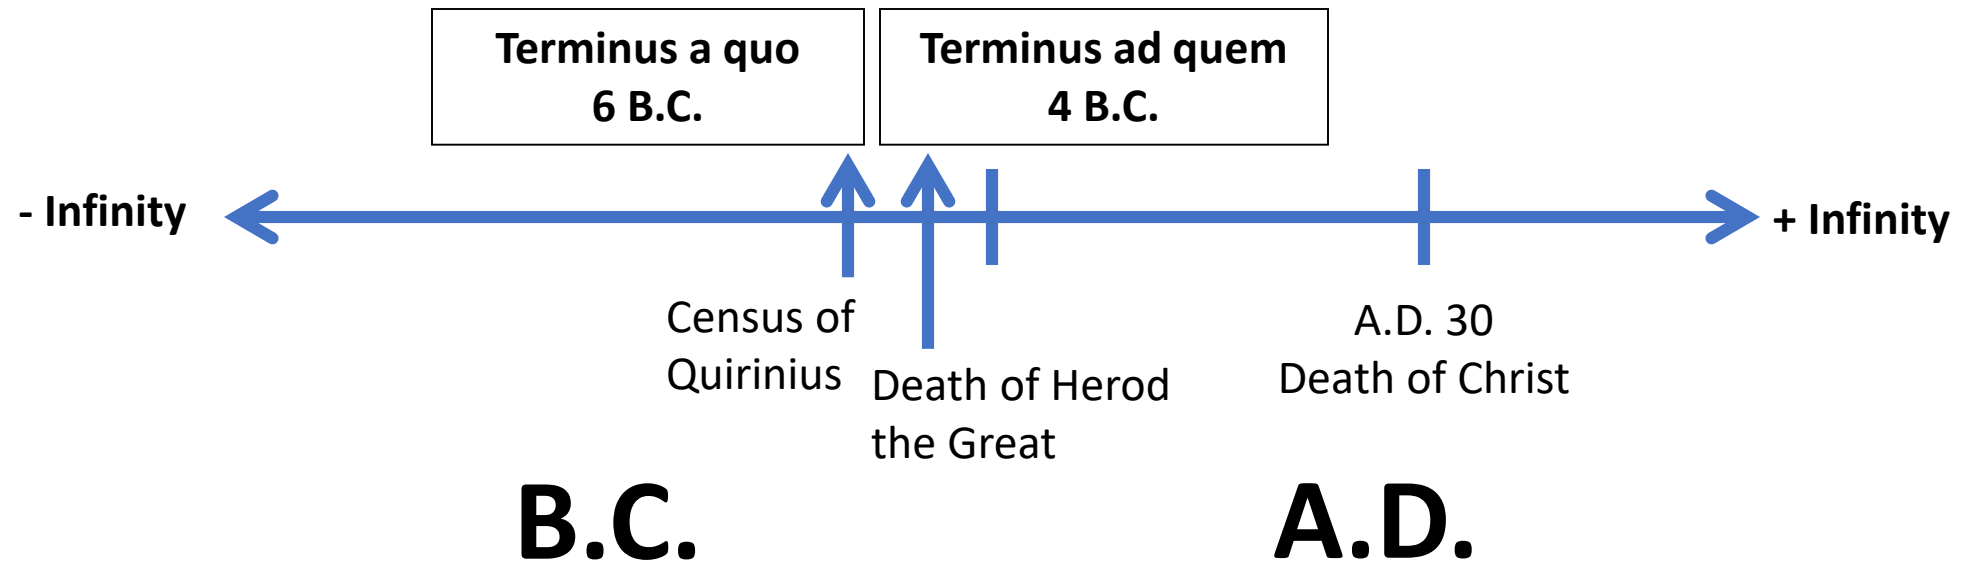 Terminus a quo
6 B.C.
Terminus ad quem
4 B.C.
- Infinity
+ Infinity
Census of
Quirinius
Death of Herod
the Great
A.D. 30
Death of Christ
B.C.
A.D.